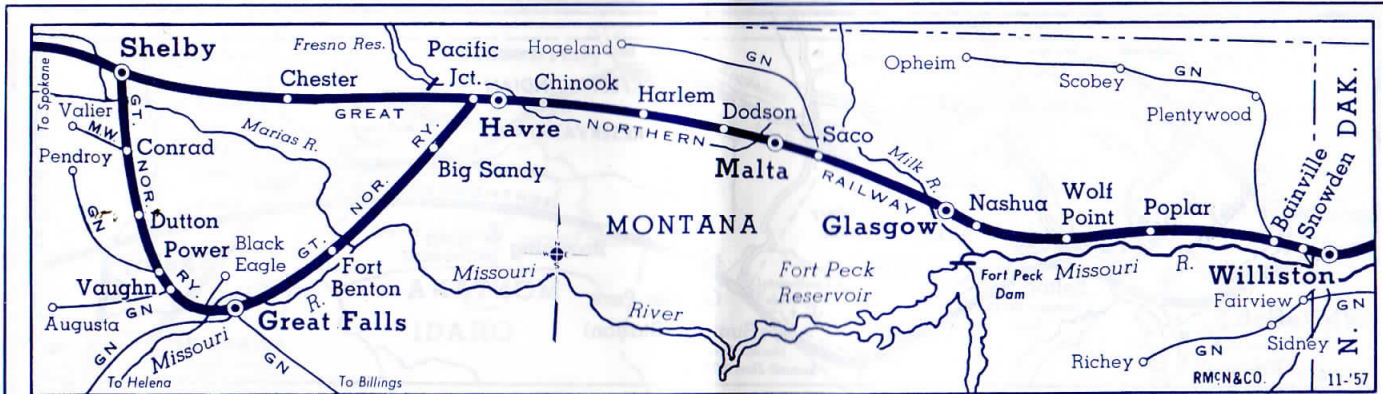 Shelby
Fresno Res.
Pacific
Jct.
Hogeland
GN
Opheim
Scobey
GN
Plentywood
N. DAK.
To Spokane
Valier
M.W.
GT. NOR. RY.
Chester
GREAT
Chinook
Harlem
Dodson
Saco
Havre
NORTHERN
Malta
RAILWAY
Milk R.
Marias R.
Pendroy
Conrad
GT. NOR. RY.
Big Sandy
MONTANA
Glasgow
Nashua
Wolf
Point
Poplar
Bainville
Snowden
GN
Dutton
Power
Black
Eagle
Vaughn
Fort
Benton
Missouri
Fort Peck
Reservoir
Fort Peck
Dam
Missouri R.
Williston
Fairview
GN
Augusta
GN
Great Falls
Missouri R.
River
Sidney
Richey
GN
GN
To Helena
GN
To Billings
RMCN&CO.
11-'57